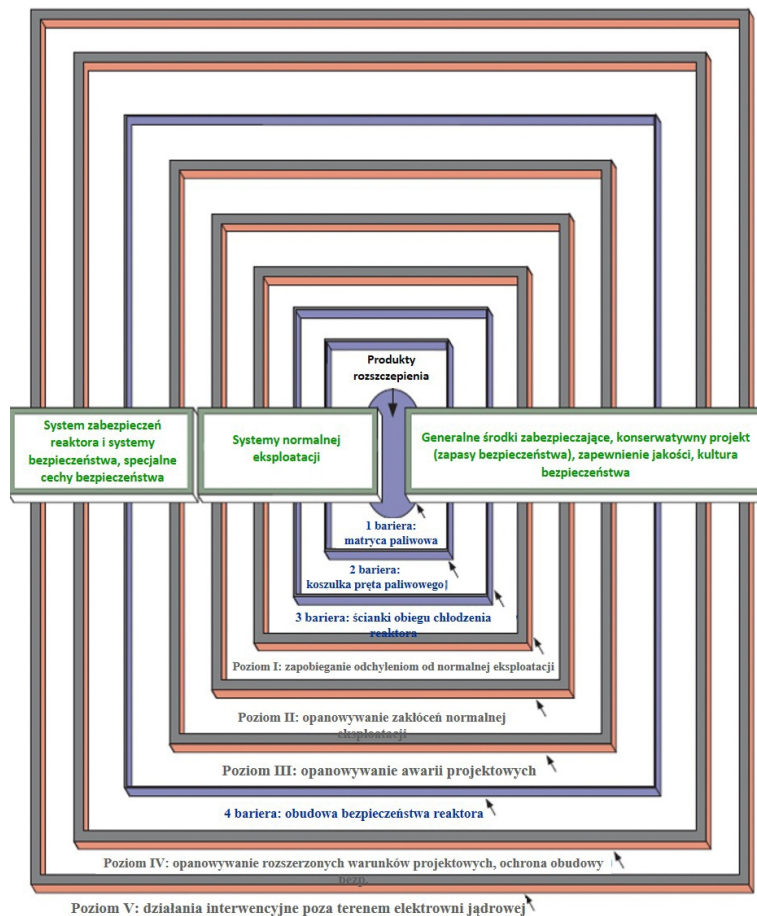 Produkty
rozszczepienia
System zabezpieczeń
reaktora i systemy
bezpieczeństwa, specjalne
cechy bezpieczeństwa
Systemy normalnej
eksploatacji
Generalne środki zabezpieczające, konserwatywny projekt
(zapasy bezpieczeństwa), zapewnienie jakości, kultura
bezpieczeństwa
1 bariera:
matryca paliwowa
2 bariera:
koszulka pręta paliwowego
3 bariera: ścianki obiegu chłodzenia
reaktora
Poziom I: zapobieganie odchyleniom od normalnej eksploatacji
Poziom II: opanowywanie zakłóceń normalnej
eksploatacji
Poziom III: opanowywanie awarii projektowych
4 bariera: obudowa bezpieczeństwa reaktora
Poziom IV: opanowywanie rozszerzonych warunków projektowych, ochrona obudowy
bezp.
Poziom V: działania interwencyjne poza terenem elektrowni jądrowej